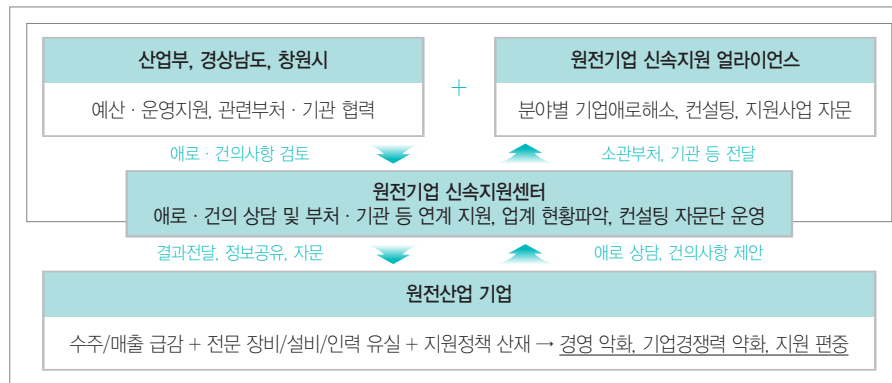 산업부, 경상남도, 창원시
예산 · 운영지원, 관련부처 · 기관 협력
+
원전기업 신속지원 얼라이언스
분야별 기업애로해소, 컨설팅, 지원사업 자문
애로 · 건의사항 검토
소관부처, 기관 등 전달
원전기업 신속지원센터
애로 · 건의 상담 및 부처 · 기관 등 연계 지원, 업계 현황파악, 컨설팅 자문단 운영
결과전달, 정보공유, 자문
애로 상담, 건의사항 제안
원전산업 기업
수주/매출 급감 + 전문 장비/설비/인력 유실 + 지원정책 산재 → 경영 악화, 기업경쟁력 약화, 지원 편중